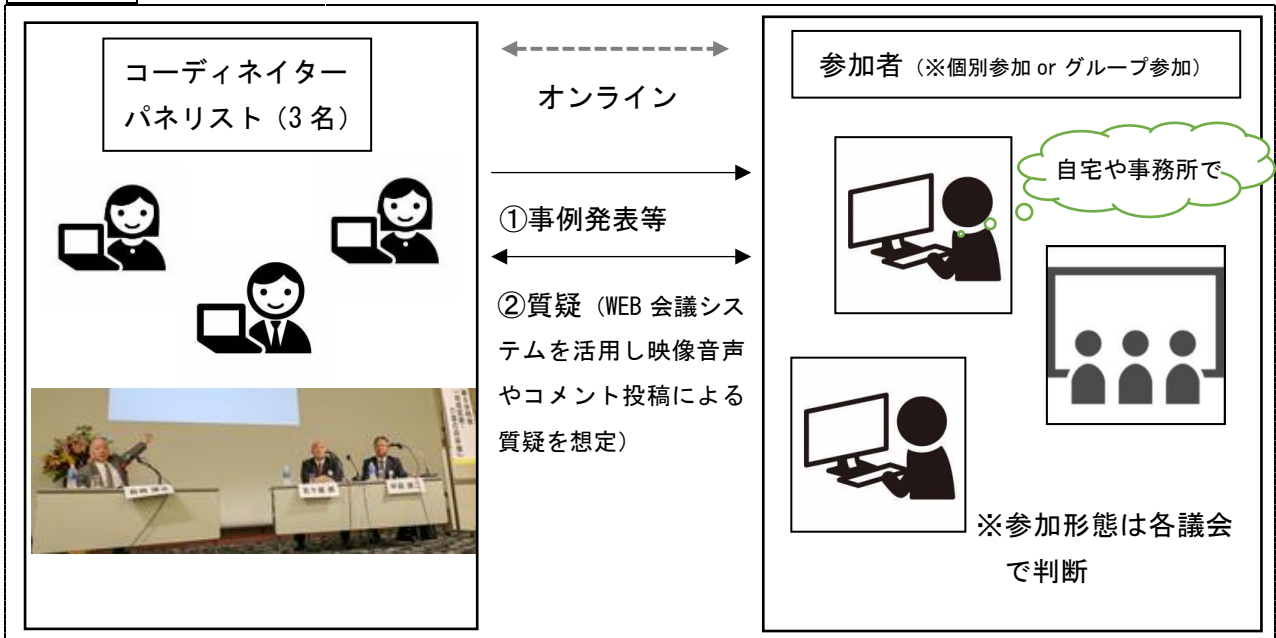 コーディネイター
パネリスト（3名）
オンライン
①事例発表等
②質疑（WEB 会議シス
テムを活用し映像音声
やコメント投稿による
質疑を想定）
参加者（※個別参加 or グループ参加）
自宅や事務所で
※参加形態は各議会
で判断